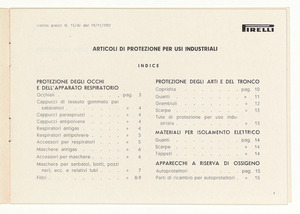 Listino prezzi N. 15/Ar del
PIRELLI
ARTICOLI DI PROTEZIONE PER USI INDUSTRIALI
INDICE
PROTEZIONE DEGLI OCCHI
E DELL'APPARATO RESPIRATORIO
Occhiali pag. 3
Cappucci di tessuto gommato per
sabbiatori » 4
Cappucci paraspruzzi » 4
Cappucci antipolvere » 4
Respiratori antigas » 4
Respiratori antipolvere » 5
Accessori per respiratori » 5
Maschere antigas » 6
Accessori per maschere » 6
Maschere per serbatoi, botti, pozzi
neri, ecc. e relativi tubi » 7
Filtri » 8-9
PROTEZIONE DEGLI ARTI E DEL TRONCO
Copridita pag. 10
Guanti » 11
Grembiuli » 12
Scarpe » 13
Tute di protezione per uso indu-
striale » 13
MATERIALI PER ISOLAMENTO ELETTRICO
Guanti pag. 14
Scarpe » 14
Tappeti » 14
APPARECCHI A RISERVA DI OSSIGENO
Autoprotettori pag. 15
Parti di ricambio per autoprotettori » 15